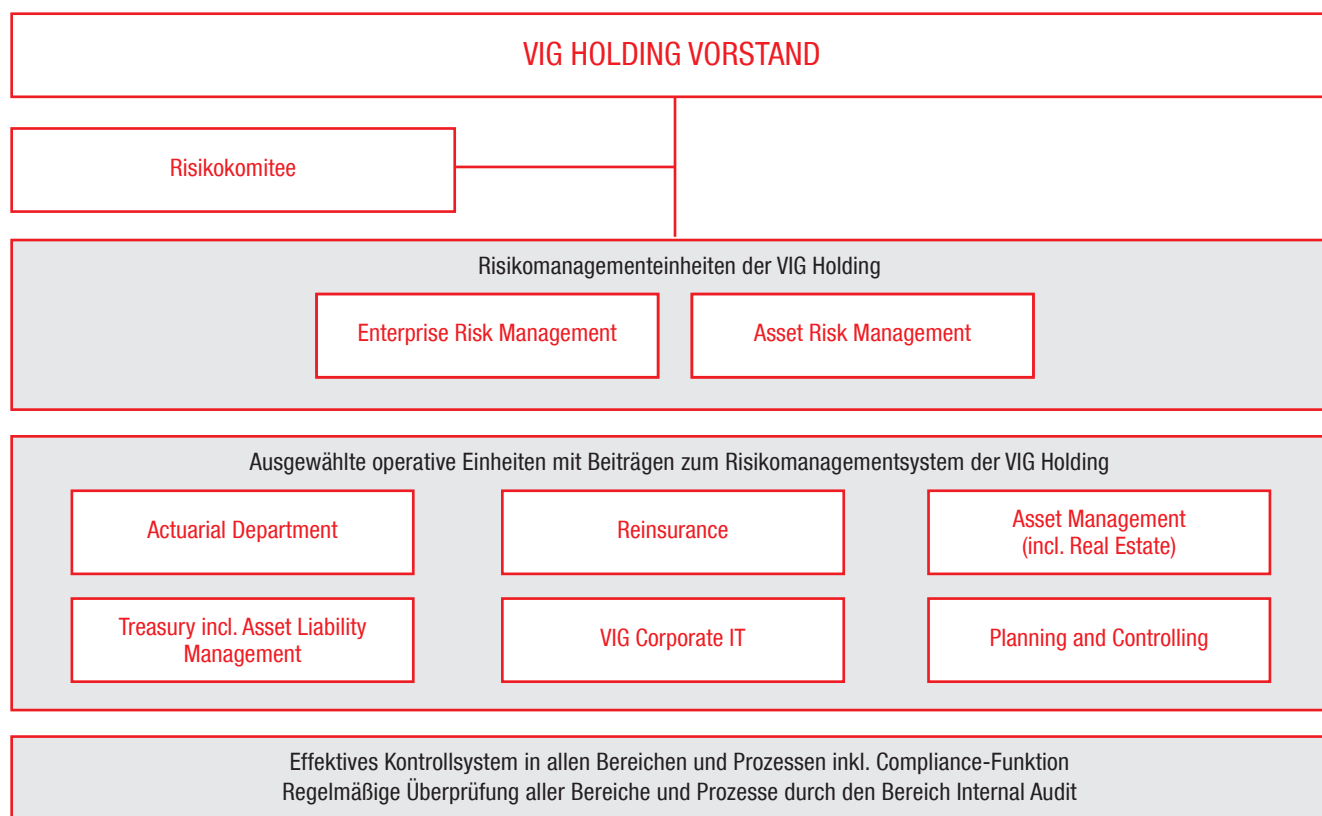 VIG HOLDING VORSTAND
Risikokomitee
Risikomanagementeinheiten der VIG Holding
Enterprise Risk Management
Asset Risk Management
Ausgewählte operative Einheiten mit Beiträgen zum Risikomanagementsystem der VIG Holding
Actuarial Department
Reinsurance
Asset Management
(incl. Real Estate)
Treasury incl. Asset Liability
Management
VIG Corporate IT
Planning and Controlling
Effektives Kontrollsystem in allen Bereichen und Prozessen inkl. Compliance-Funktion
Regelmäßige Überprüfung aller Bereiche und Prozesse durch den Bereich Internal Audit